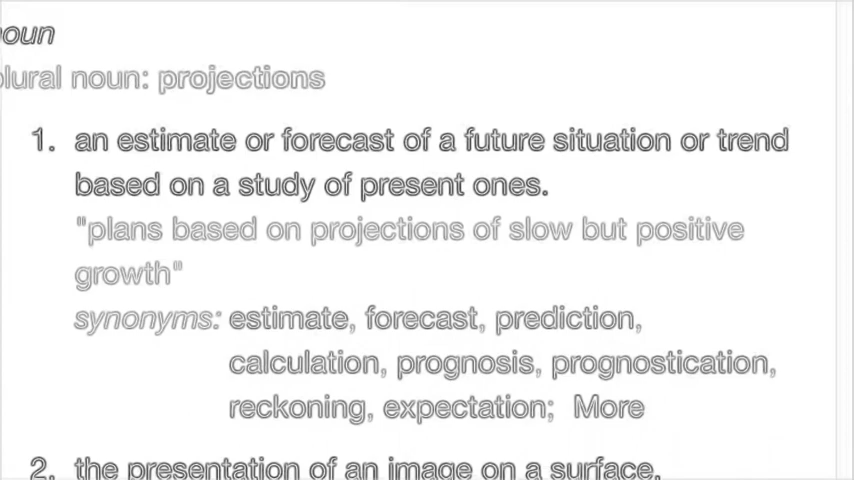 noun
plural noun: projections
1. an estimate or forecast of a future situation or trend
based on a study of present ones.
"plans based on projections of slow but positive
growth"
synonyms: estimate, forecast, prediction,
calculation, prognosis, prognostication,
reckoning, expectation; More
2. the presentation of an image on a surface,